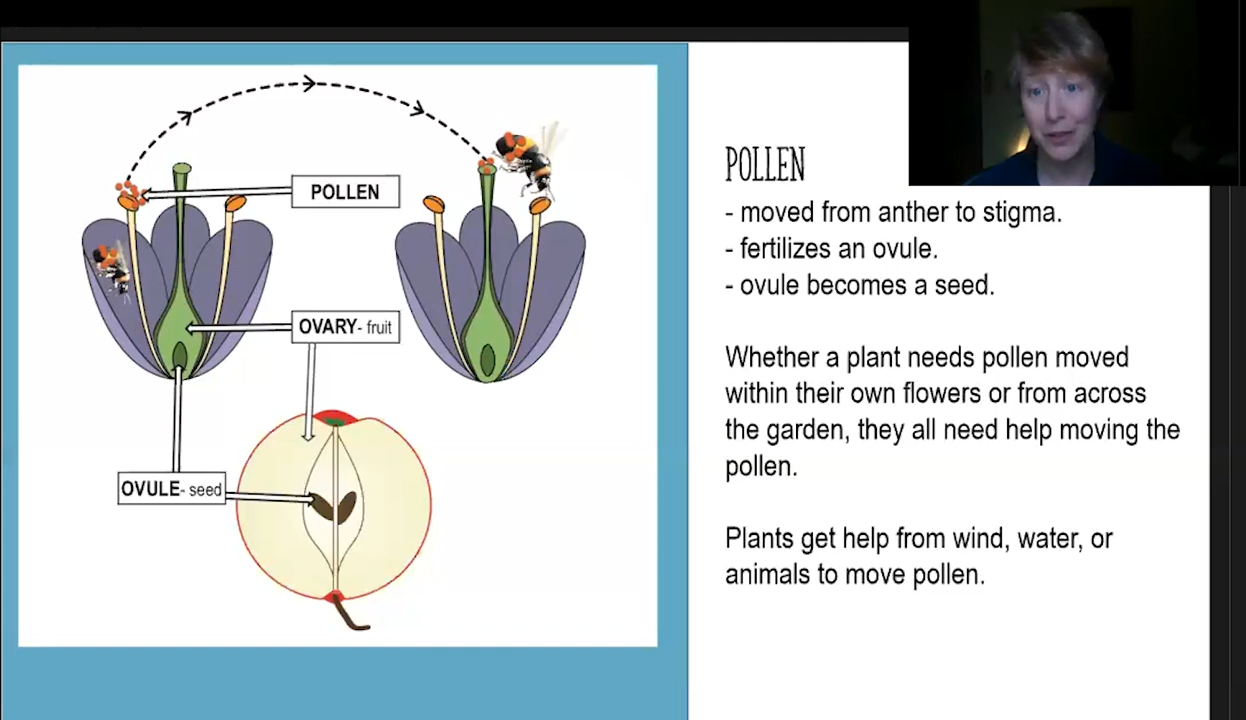 POLLEN
OVARY- fruit
OVULE- seed
POLLEN
- moved from anther to stigma.
- fertilizes an ovule.
- ovule becomes a seed.
Whether a plant needs pollen moved
within their own flowers or from across
the garden, they all need help moving the
pollen.
Plants get help from wind, water, or
animals to move pollen.